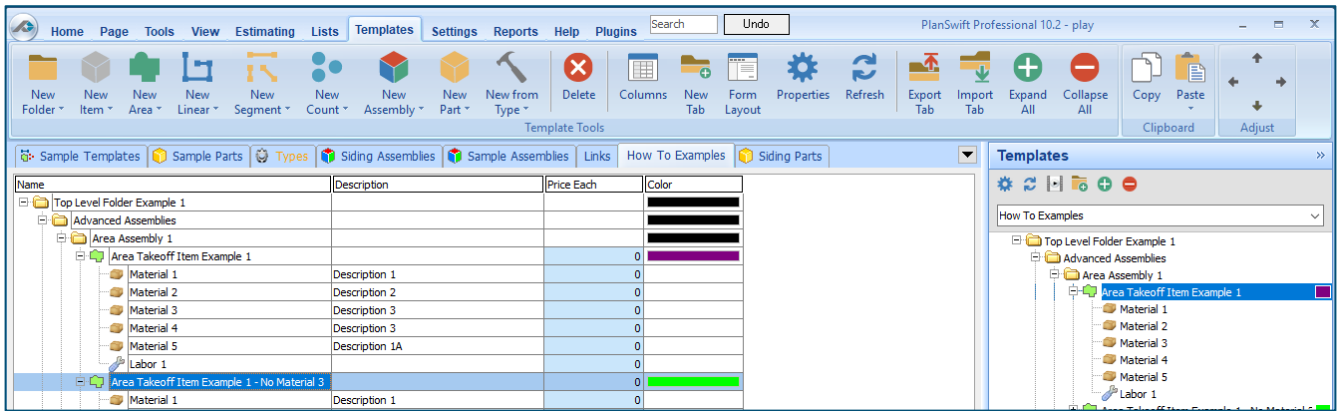 Home Page Tools View Estimating Lists Templates Settings Reports Help Plugins Search Undo PlanSwift Professional 10.2 - play
New Folder New Item New Area New Linear New Segment New Count New Assembly New Part New from Type Delete Columns New Tab Form Layout Properties Refresh Export Tab Import Tab Expand All Collapse All Copy Paste
Template Tools Clipboard Adjust
Sample Templates Sample Parts Types Siding Assemblies Sample Assemblies Links How To Examples Siding Parts
Name Description Price Each Color
Top Level Folder Example 1
Advanced Assemblies
Area Assembly 1
Area Takeoff Item Example 1 0
Material 1 Description 1 0
Material 2 Description 2 0
Material 3 Description 3 0
Material 4 Description 3 0
Material 5 Description 1A 0
Labor 1 0
Area Takeoff Item Example 1 - No Material 3 0
Material 1 Description 1 0
Templates
How To Examples
Top Level Folder Example 1
Advanced Assemblies
Area Assembly 1
Area Takeoff Item Example 1
Material 1
Material 2
Material 3
Material 4
Material 5
Labor 1
Area Takeoff Item Example 1 - No Material